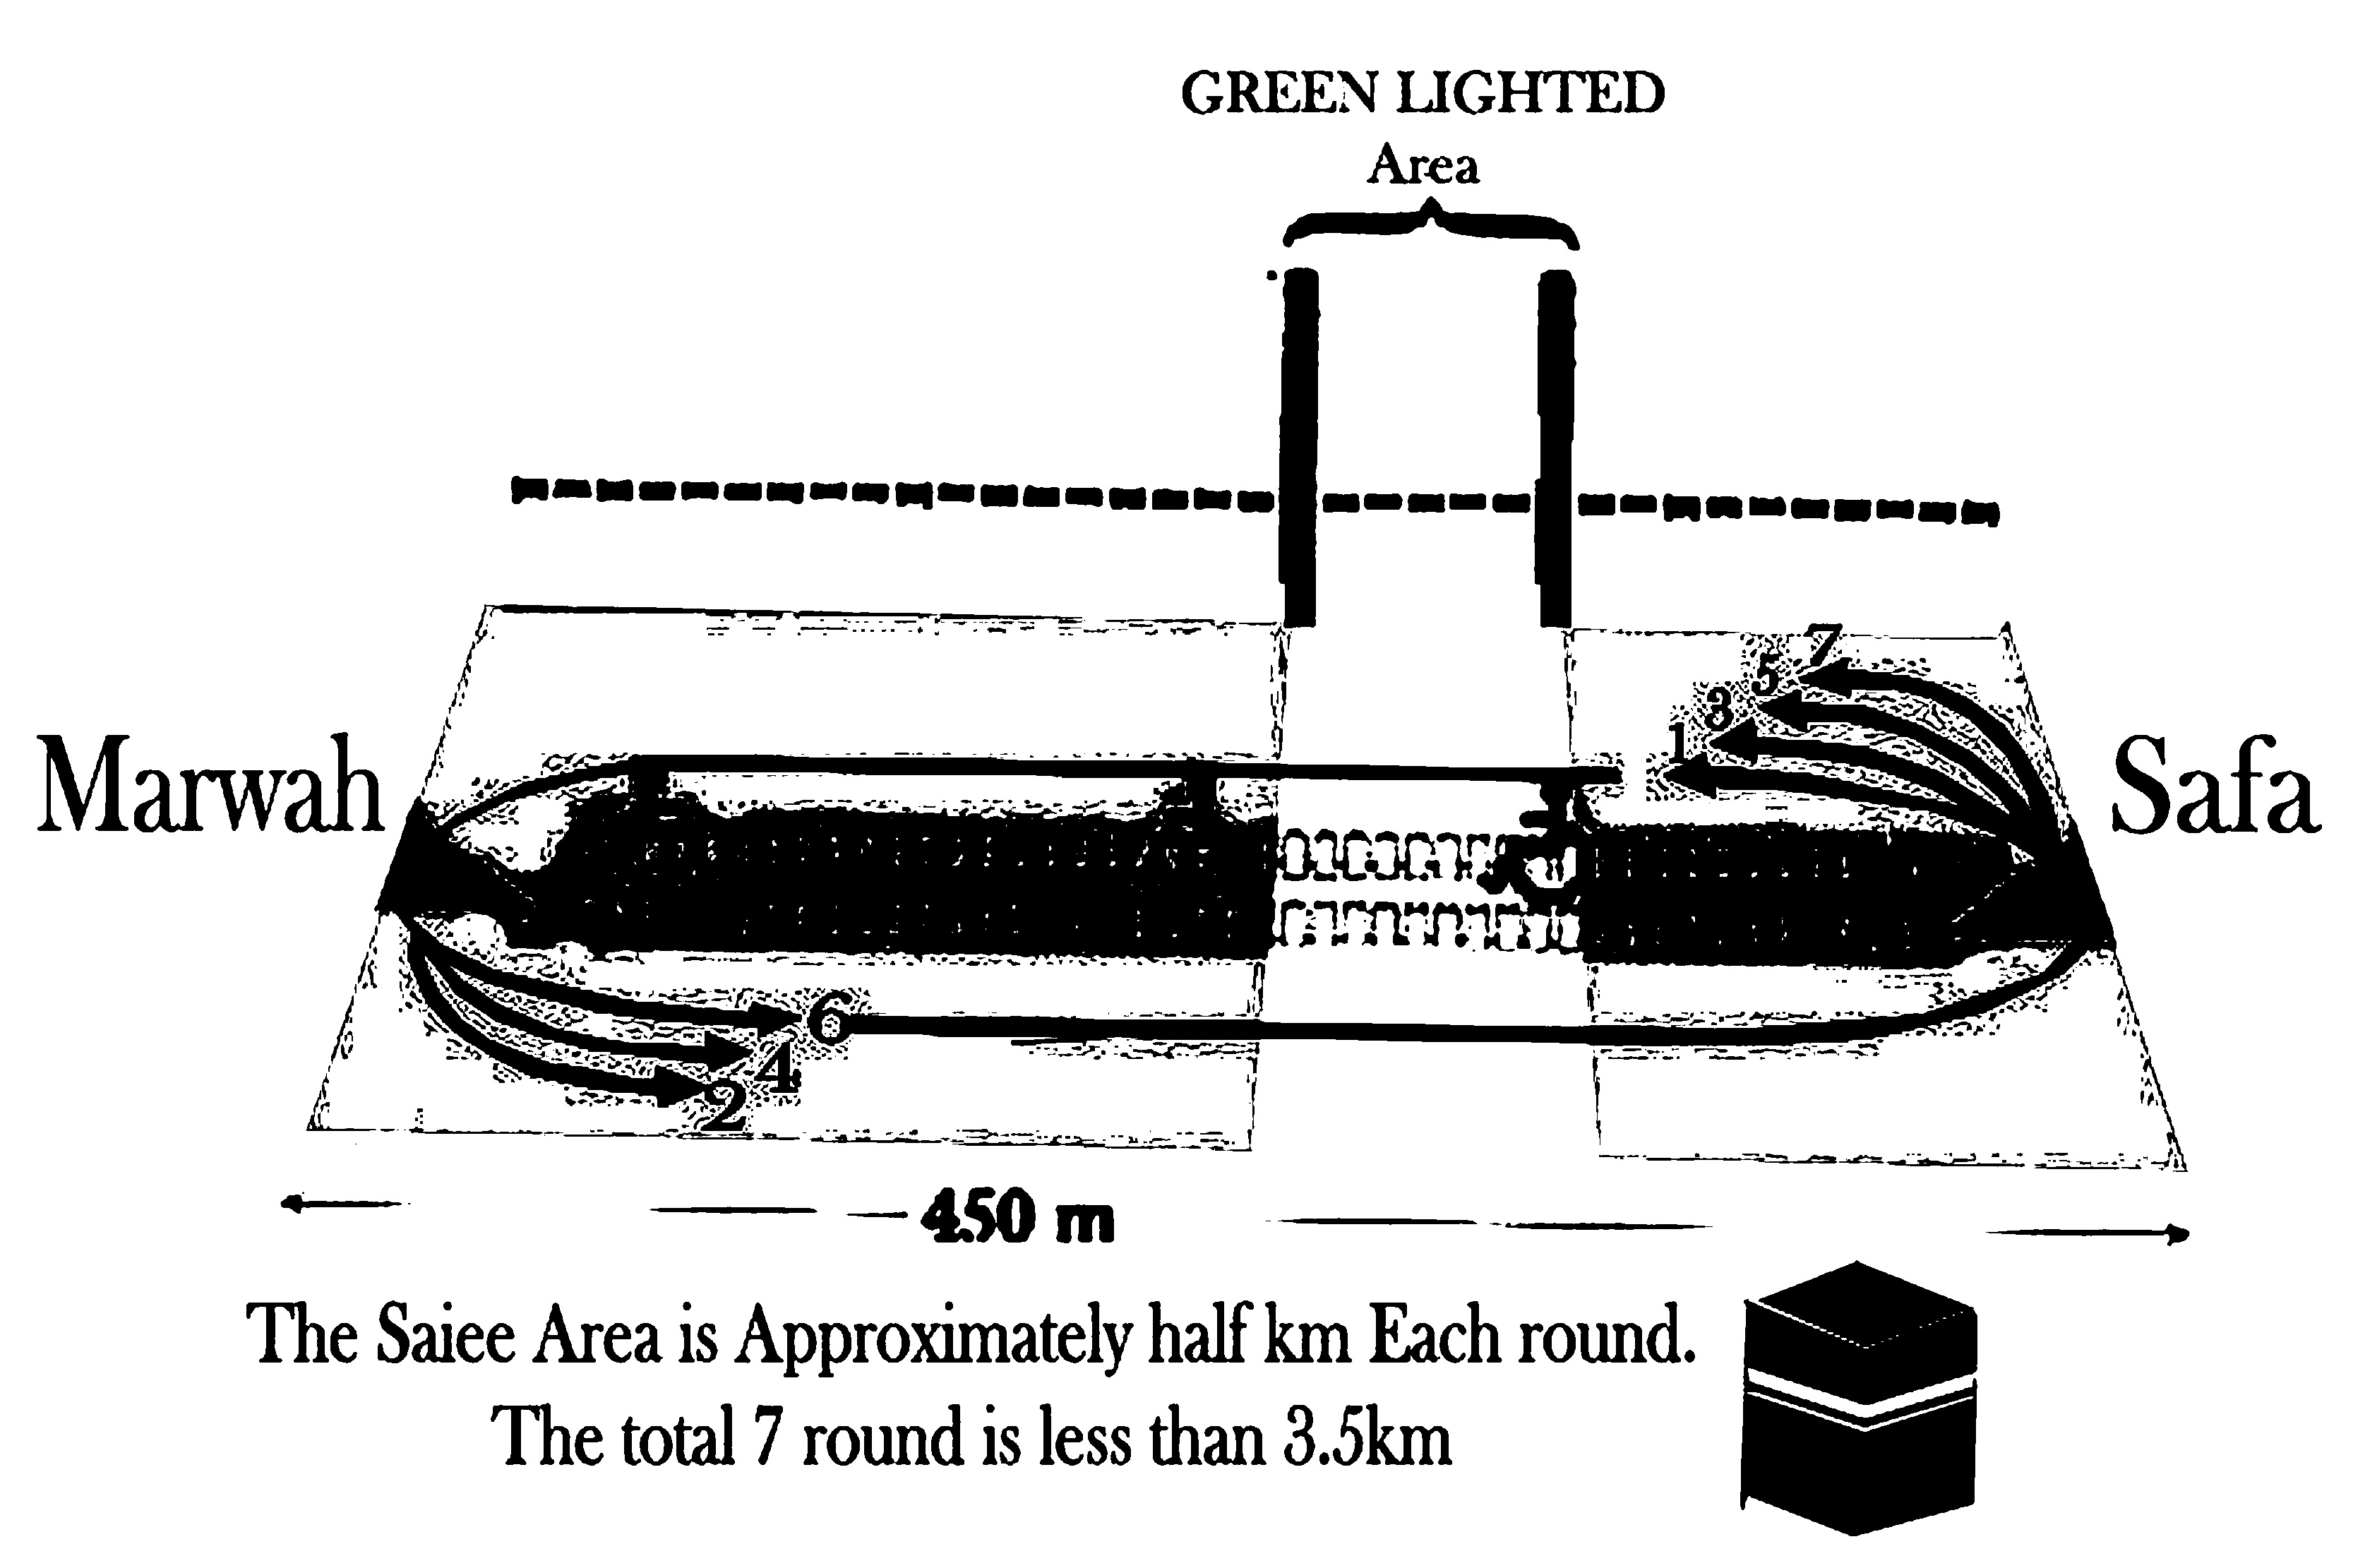 GREEN LIGHTED
Area
7
5
3
1
Marwah
Safa
6
4
2
450 m
The Saiee Area is Approximately half km Each round.
The total 7 round is less than 3.5km